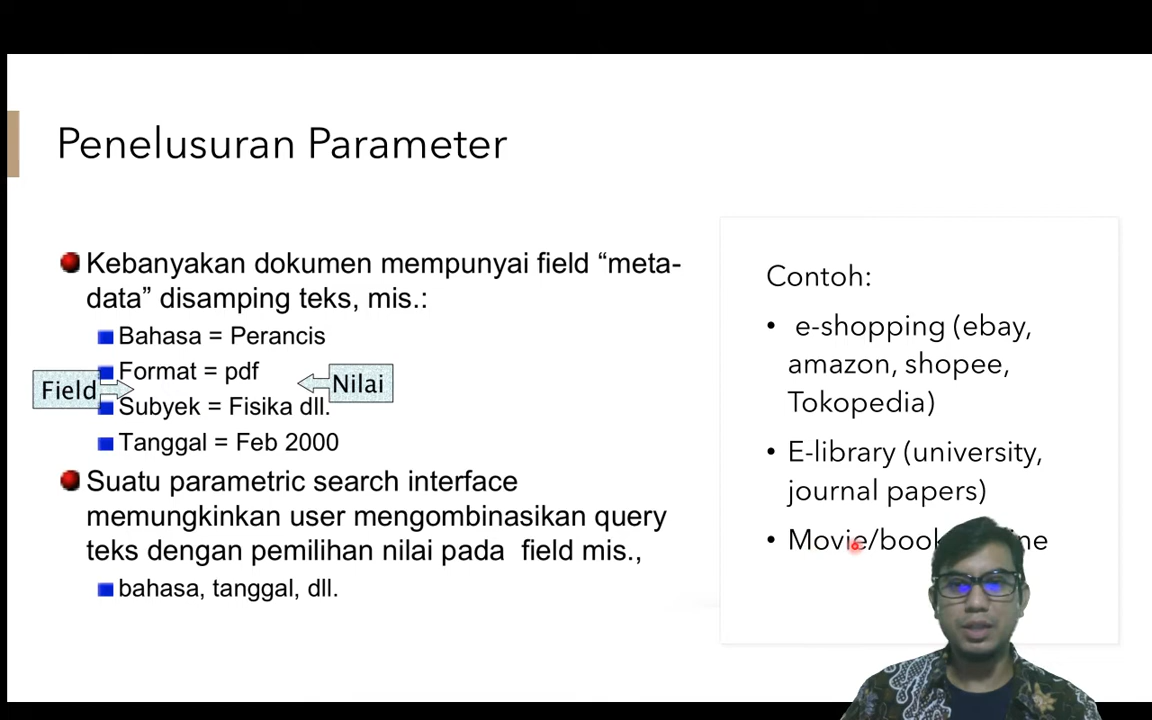 Penelusuran Parameter
Kebanyakan dokumen mempunyai field “meta-
data” disamping teks, mis.:
Bahasa = Perancis
Format = pdf
Field
Nilai
Subyek = Fisika dll.
Tanggal = Feb 2000
Suatu parametric search interface
memungkinkan user mengombinasikan query
teks dengan pemilihan nilai pada field mis.,
bahasa, tanggal, dll.
Contoh:
• e-shopping (ebay,
amazon, shopee,
Tokopedia)
• E-library (university,
journal papers)
• Movie/book